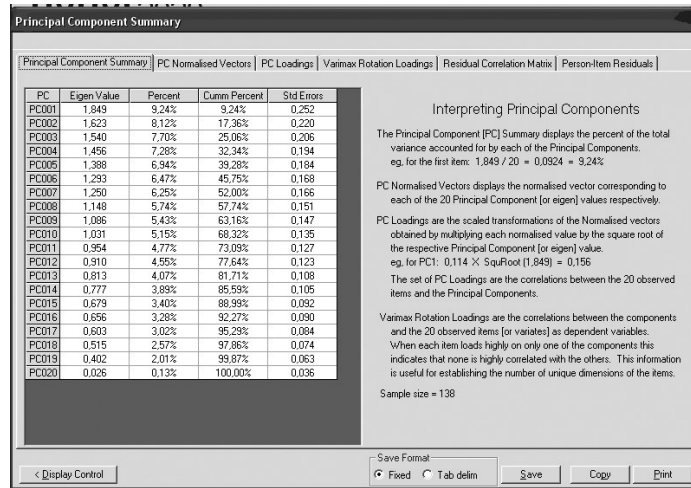 Principal Component Summary
Principal Component Summary PC Normalised Vectors PC Loadings Varimax Rotation Loadings Residual Correlation Matrix Person-Item Residuals
PC Eigen Value Percent Cumm Percent Std Errors
PC001 1,849 9,24% 9,24% 0,252
PC002 1,623 8,12% 17,36% 0,220
PC003 1,540 7,70% 25,06% 0,206
PC004 1,456 7,28% 32,34% 0,194
PC005 1,388 6,94% 39,28% 0,184
PC006 1,293 6,47% 45,75% 0,168
PC007 1,250 6,25% 52,00% 0,166
PC008 1,148 5,74% 57,74% 0,151
PC009 1,086 5,43% 63,16% 0,147
PC010 1,031 5,15% 68,32% 0,135
PC011 0,954 4,77% 73,09% 0,127
PC012 0,910 4,55% 77,64% 0,123
PC013 0,813 4,07% 81,71% 0,108
PC014 0,777 3,89% 85,59% 0,105
PC015 0,679 3,40% 88,99% 0,092
PC016 0,656 3,28% 92,27% 0,090
PC017 0,603 3,02% 95,29% 0,084
PC018 0,515 2,57% 97,86% 0,074
PC019 0,402 2,01% 99,87% 0,063
PC020 0,026 0,13% 100,00% 0,036
Interpreting Principal Components
The Principal Component [PC] Summary displays the percent of the total
variance accounted for by each of the Principal Components.
eg, for the first item: 1,849 / 20 = 0,0924 = 9,24%
PC Normalised Vectors displays the normalised vector corresponding to
each of the 20 Principal Component [or eigen] values respectively.
PC Loadings are the scaled transformations of the Normalised vectors
obtained by multiplying each normalised value by the square root of
the respective Principal Component [or eigen] value.
eg, for PC1: 0,114 X SquRoot (1,849) = 0,156
The set of PC Loadings are the correlations between the 20 observed
items and the Principal Components.
Varimax Rotation Loadings are the correlations between the components
and the 20 observed items [or variates] as dependent variables.
When each item loads highly on only one of the components this
indicates that none is highly correlated with the others. This information
is useful for establishing the number of unique dimensions of the items.
Sample size = 138
< Display Control
Save Format
Fixed Tab delim
Save Copy Print